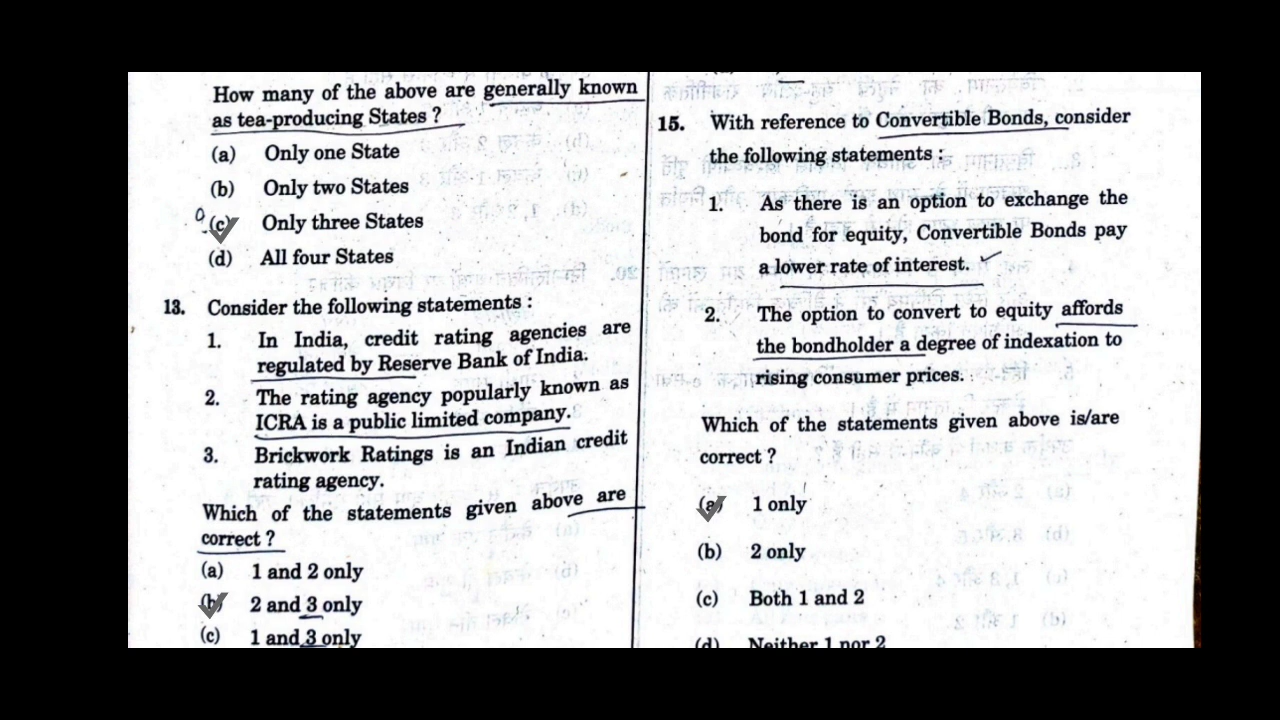 How many of the above are generally known
as tea-producing States ?
(a) Only one State
(b) Only two States
(c) Only three States
(d) All four States
13. Consider the following statements :
1. In India, credit rating agencies are
regulated by Reserve Bank of India.
2. The rating agency popularly known as
ICRA is a public limited company.
3. Brickwork Ratings is an Indian credit
rating agency.
Which of the statements given above are
correct ?
(a) 1 and 2 only
(b) 2 and 3 only
(c) 1 and 3 only
15. With reference to Convertible Bonds, consider
the following statements :
1. As there is an option to exchange the
bond for equity, Convertible Bonds pay
a lower rate of interest.
2. The option to convert to equity affords
the bondholder a degree of indexation to
rising consumer prices.
Which of the statements given above is/are
correct ?
(a) 1 only
(b) 2 only
(c) Both 1 and 2
(d) Neither 1 nor 2